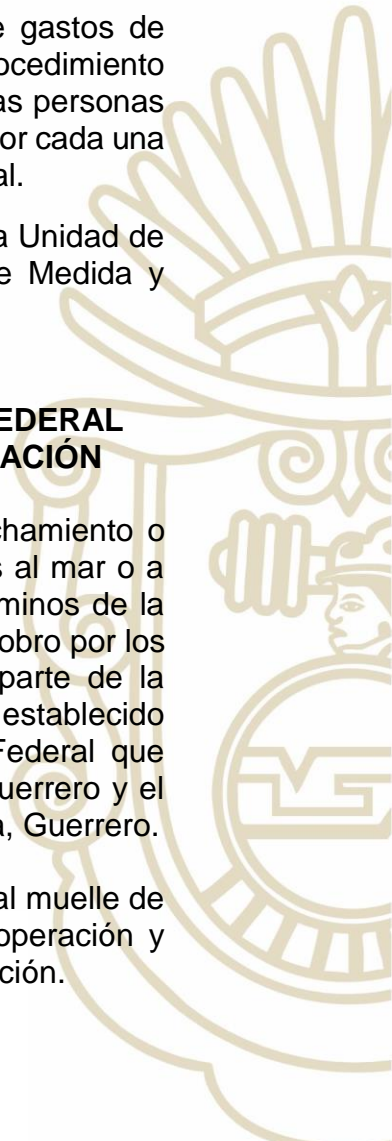 e gastos de
ocedimiento
as personas
or cada una
al.
a Unidad de
e Medida y
EDERAL
ACIÓN
chamiento o
s al mar o a
minos de la
obro por los
parte de la
establecido
Federal que
uerrero y el
a, Guerrero.
al muelle de
operación y
ción.